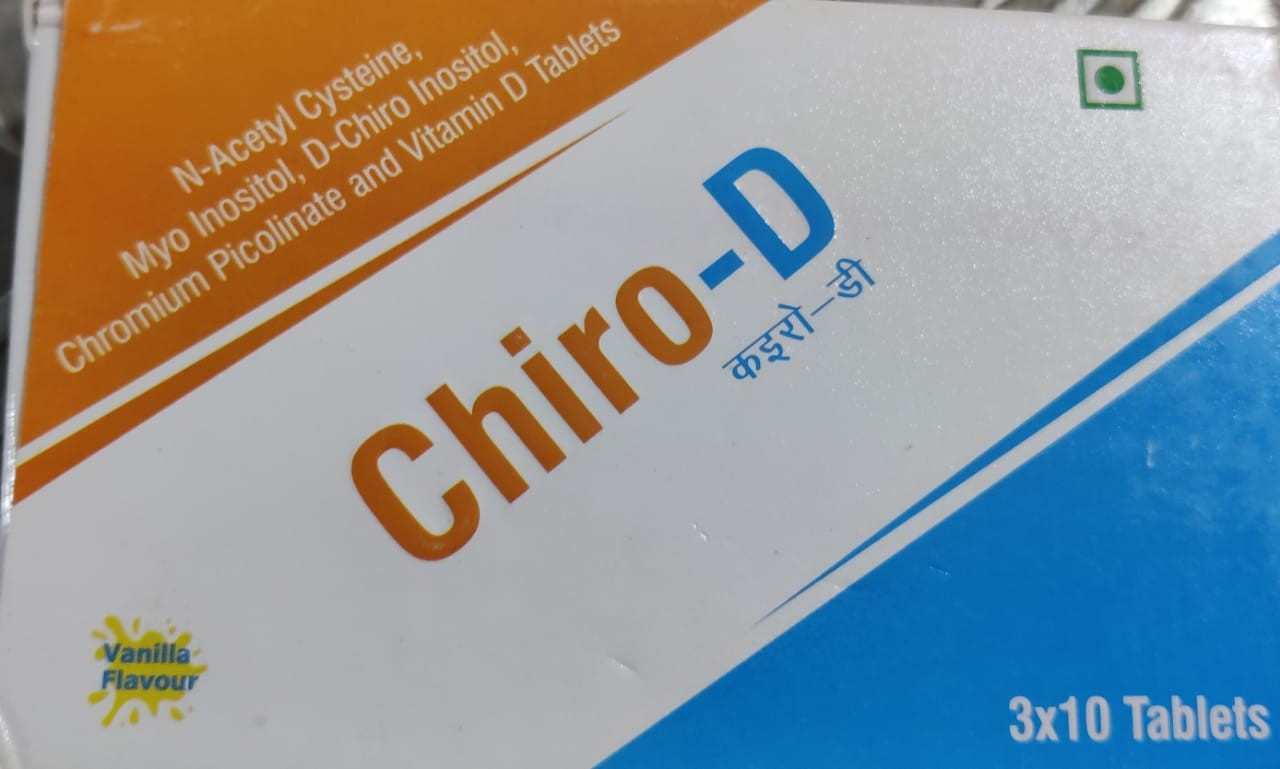 N-Acetyl Cysteine,
Myo Inositol, D-Chiro Inositol,
Chromium Picolinate and Vitamin D Tablets
Chiro-D
कइरो–डी
Vanilla
Flavour
3x10 Tablets